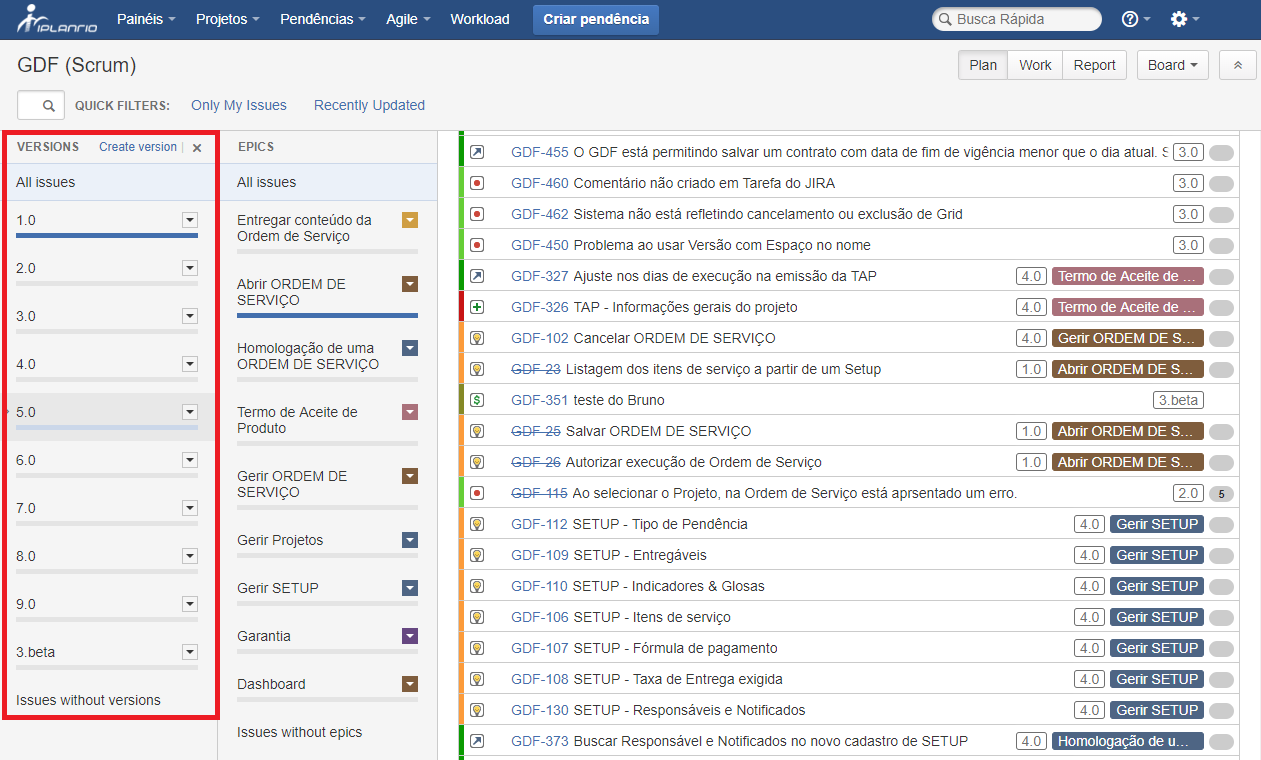 IPLANRIO Painéis Projetos Pendências Agile Workload Criar pendência Busca Rápida
GDF (Scrum) Plan Work Report Board
QUICK FILTERS: Only My Issues Recently Updated
VERSIONS Create version
All issues
1.0
2.0
3.0
4.0
5.0
6.0
7.0
8.0
9.0
3.beta
Issues without versions
EPICS
All issues
Entregar conteúdo da
Ordem de Serviço
Abrir ORDEM DE
SERVIÇO
Homologação de uma
ORDEM DE SERVIÇO
Termo de Aceite de
Produto
Gerir ORDEM DE
SERVIÇO
Gerir Projetos
Gerir SETUP
Garantia
Dashboard
Issues without epics
GDF-455 O GDF está permitindo salvar um contrato com data de fim de vigência menor que o dia atual. S 3.0
GDF-460 Comentário não criado em Tarefa do JIRA 3.0
GDF-462 Sistema não está refletindo cancelamento ou exclusão de Grid 3.0
GDF-450 Problema ao usar Versão com Espaço no nome 3.0
GDF-327 Ajuste nos dias de execução na emissão da TAP 4.0 Termo de Aceite de ...
GDF-326 TAP - Informações gerais do projeto 4.0 Termo de Aceite de ...
GDF-102 Cancelar ORDEM DE SERVIÇO 4.0 Gerir ORDEM DE S...
GDF-23 Listagem dos itens de serviço a partir de um Setup 1.0 Abrir ORDEM DE S...
GDF-351 teste do Bruno 3.beta
GDF-25 Salvar ORDEM DE SERVIÇO 1.0 Abrir ORDEM DE S...
GDF-26 Autorizar execução de Ordem de Serviço 1.0 Abrir ORDEM DE S...
GDF-115 Ao selecionar o Projeto, na Ordem de Serviço está aprsentado um erro. 2.0 5
GDF-112 SETUP - Tipo de Pendência 4.0 Gerir SETUP
GDF-109 SETUP - Entregáveis 4.0 Gerir SETUP
GDF-110 SETUP - Indicadores & Glosas 4.0 Gerir SETUP
GDF-106 SETUP - Itens de serviço 4.0 Gerir SETUP
GDF-107 SETUP - Fórmula de pagamento 4.0 Gerir SETUP
GDF-108 SETUP - Taxa de Entrega exigida 4.0 Gerir SETUP
GDF-130 SETUP - Responsáveis e Notificados 4.0 Gerir SETUP
GDF-373 Buscar Responsável e Notificados no novo cadastro de SETUP 4.0 Homologação de u...